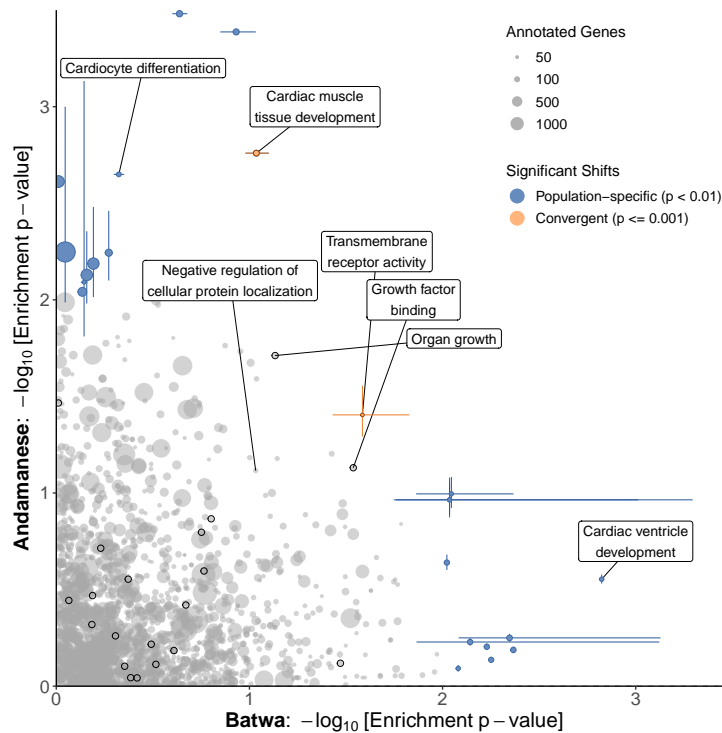 Annotated Genes
50
100
500
1000
Significant Shifts
Population−specific (p < 0.01)
Convergent (p <= 0.001)
Cardiocyte differentiation
Cardiac muscle
tissue development
Transmembrane
receptor activity
Negative regulation of
cellular protein localization
Growth factor
binding
Organ growth
Cardiac ventricle
development
3
2
1
0
0
1
2
3
Andamanese: −log10 [Enrichment p−value]
Batwa: −log10 [Enrichment p−value]